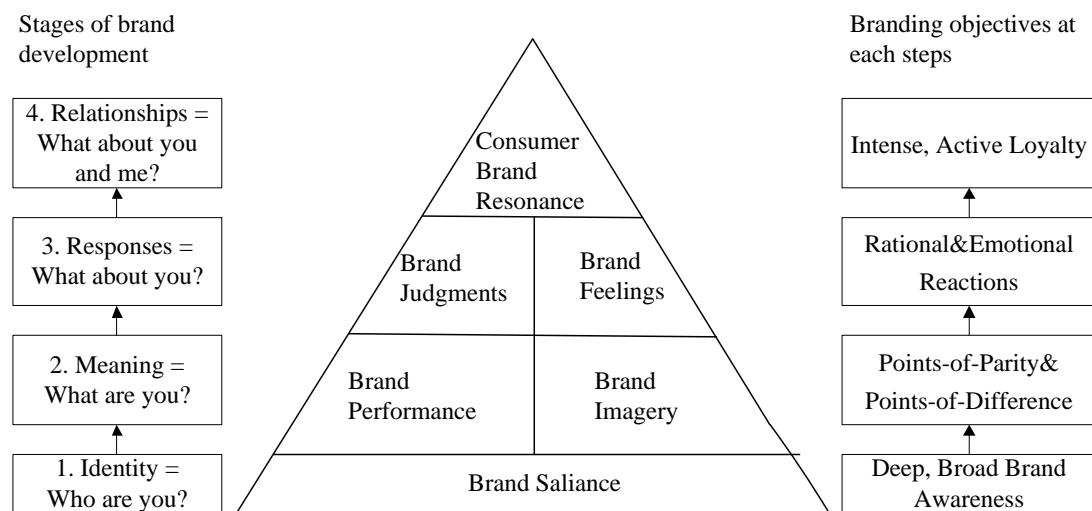 Stages of brand
development
4. Relationships =
What about you
and me?
3. Responses =
What about you?
2. Meaning =
What are you?
1. Identity =
Who are you?
Consumer
Brand
Resonance
Brand
Judgments
Brand
Feelings
Brand
Performance
Brand
Imagery
Brand Saliance
Branding objectives at
each steps
Intense, Active Loyalty
Rational&Emotional
Reactions
Points-of-Parity&
Points-of-Difference
Deep, Broad Brand
Awareness